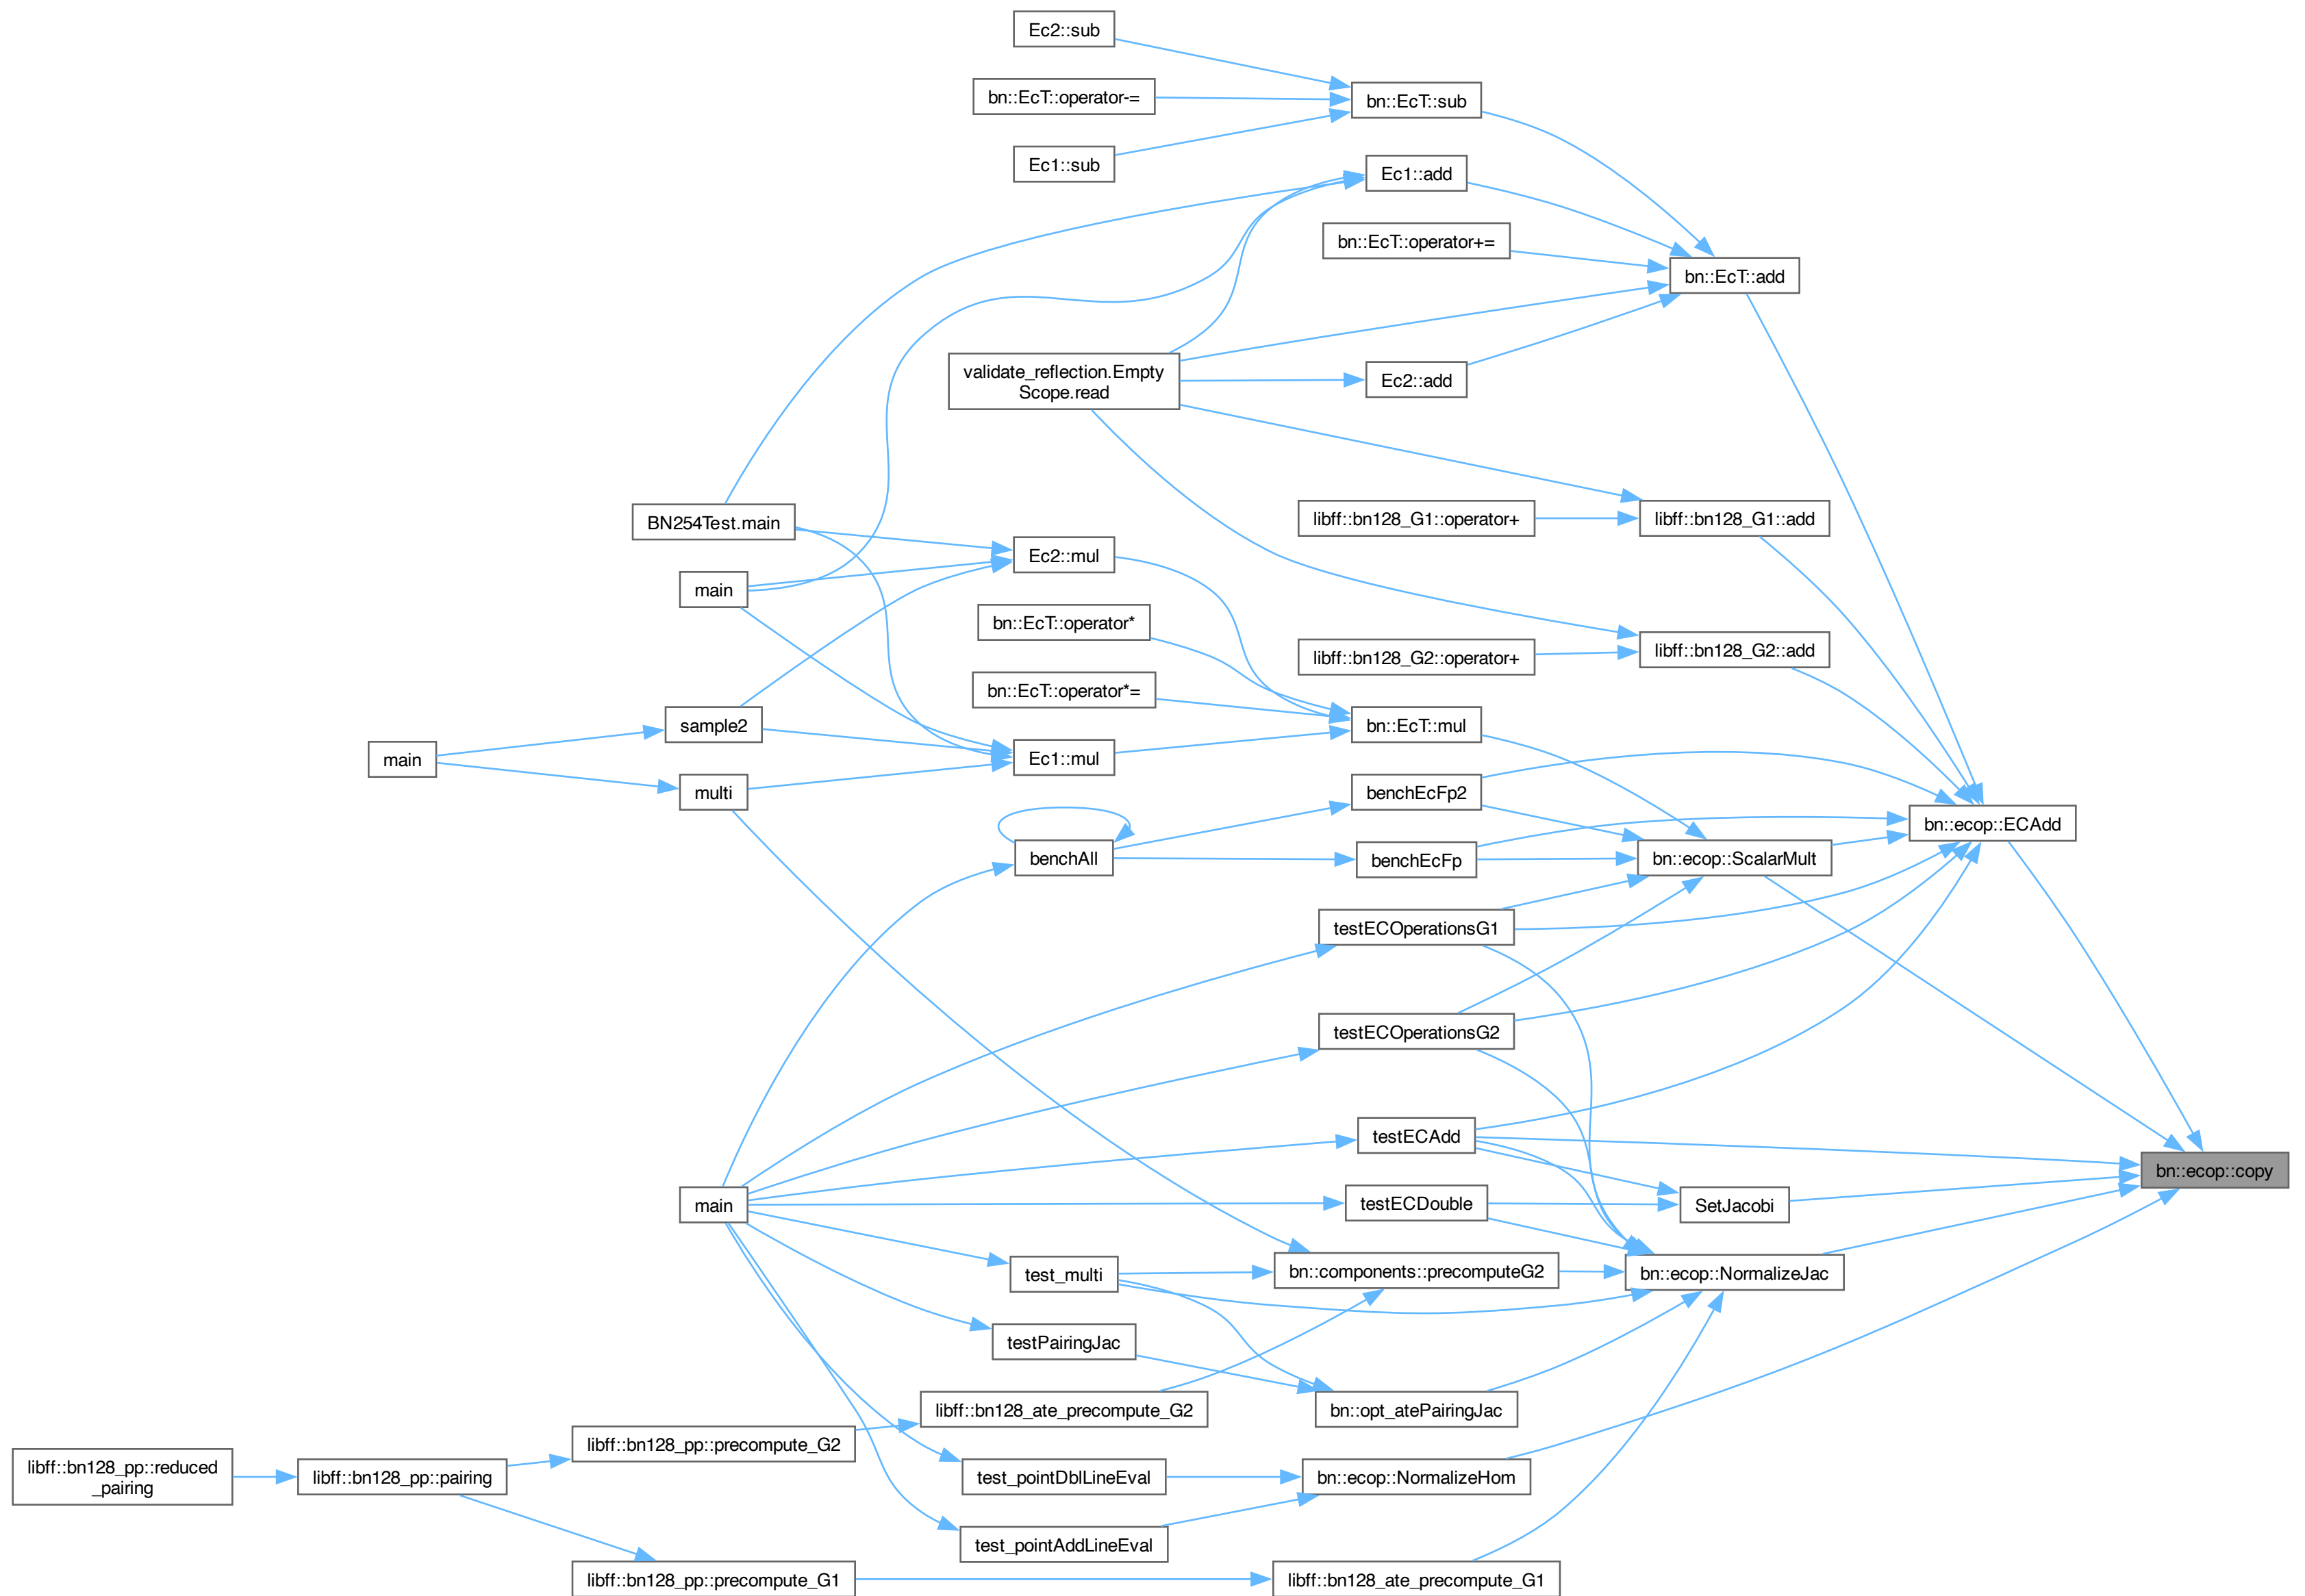 Ec2::sub
bn::EcT::operator-=
bn::EcT::sub
Ec1::sub
Ec1::add
bn::EcT::operator+=
bn::EcT::add
validate_reflection.Empty
Scope.read
Ec2::add
BN254Test.main
libff::bn128_G1::operator+
libff::bn128_G1::add
Ec2::mul
main
bn::EcT::operator*
libff::bn128_G2::operator+
libff::bn128_G2::add
bn::EcT::operator*=
sample2
bn::EcT::mul
main
Ec1::mul
multi
benchEcFp2
bn::ecop::ECAdd
benchAll
benchEcFp
bn::ecop::ScalarMult
testECOperationsG1
testECOperationsG2
testECAdd
bn::ecop::copy
main
testECDouble
SetJacobi
test_multi
bn::components::precomputeG2
bn::ecop::NormalizeJac
testPairingJac
libff::bn128_ate_precompute_G2
bn::opt_atePairingJac
libff::bn128_pp::precompute_G2
libff::bn128_pp::reduced
_pairing
libff::bn128_pp::pairing
test_pointDblLineEval
bn::ecop::NormalizeHom
test_pointAddLineEval
libff::bn128_pp::precompute_G1
libff::bn128_ate_precompute_G1